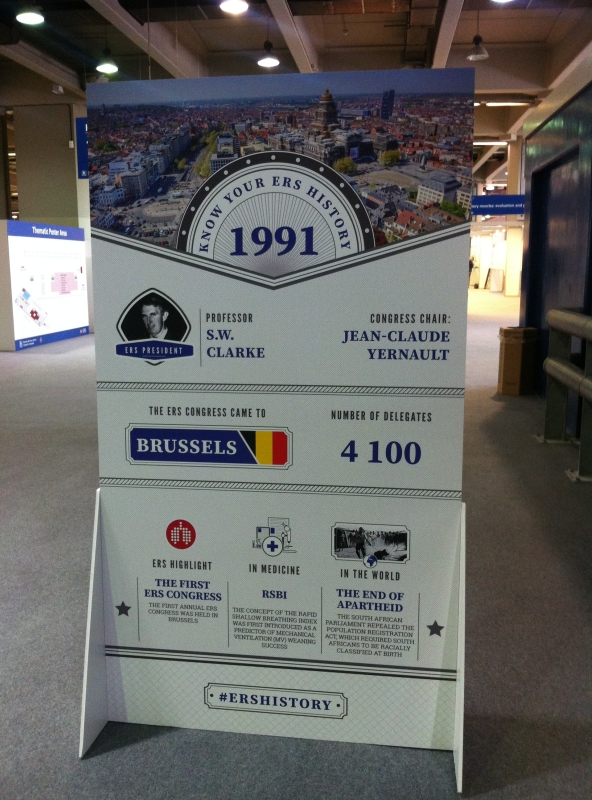 KNOW YOUR ERS HISTORY
1991
Thematic Poster Area
PROFESSOR
S.W.
CLARKE
ERS PRESIDENT
CONGRESS CHAIR:
JEAN-CLAUDE
YERNAULT
THE ERS CONGRESS CAME TO
BRUSSELS
NUMBER OF DELEGATES
4 100
ERS HIGHLIGHT
THE FIRST
ERS CONGRESS
THE FIRST ANNUAL ERS
CONGRESS WAS HELD IN
BRUSSELS
IN MEDICINE
RSBI
THE CONCEPT OF THE RAPID
SHALLOW BREATHING INDEX
WAS FIRST INTRODUCED AS A
PREDICTOR OF MECHANICAL
VENTILATION (MV) WEANING
SUCCESS
IN THE WORLD
THE END OF
APARTHEID
THE SOUTH AFRICAN
PARLIAMENT REPEALED THE
POPULATION REGISTRATION
ACT, WHICH REQUIRED SOUTH
AFRICANS TO BE RACIALLY
CLASSIFIED AT BIRTH
#ERSHISTORY